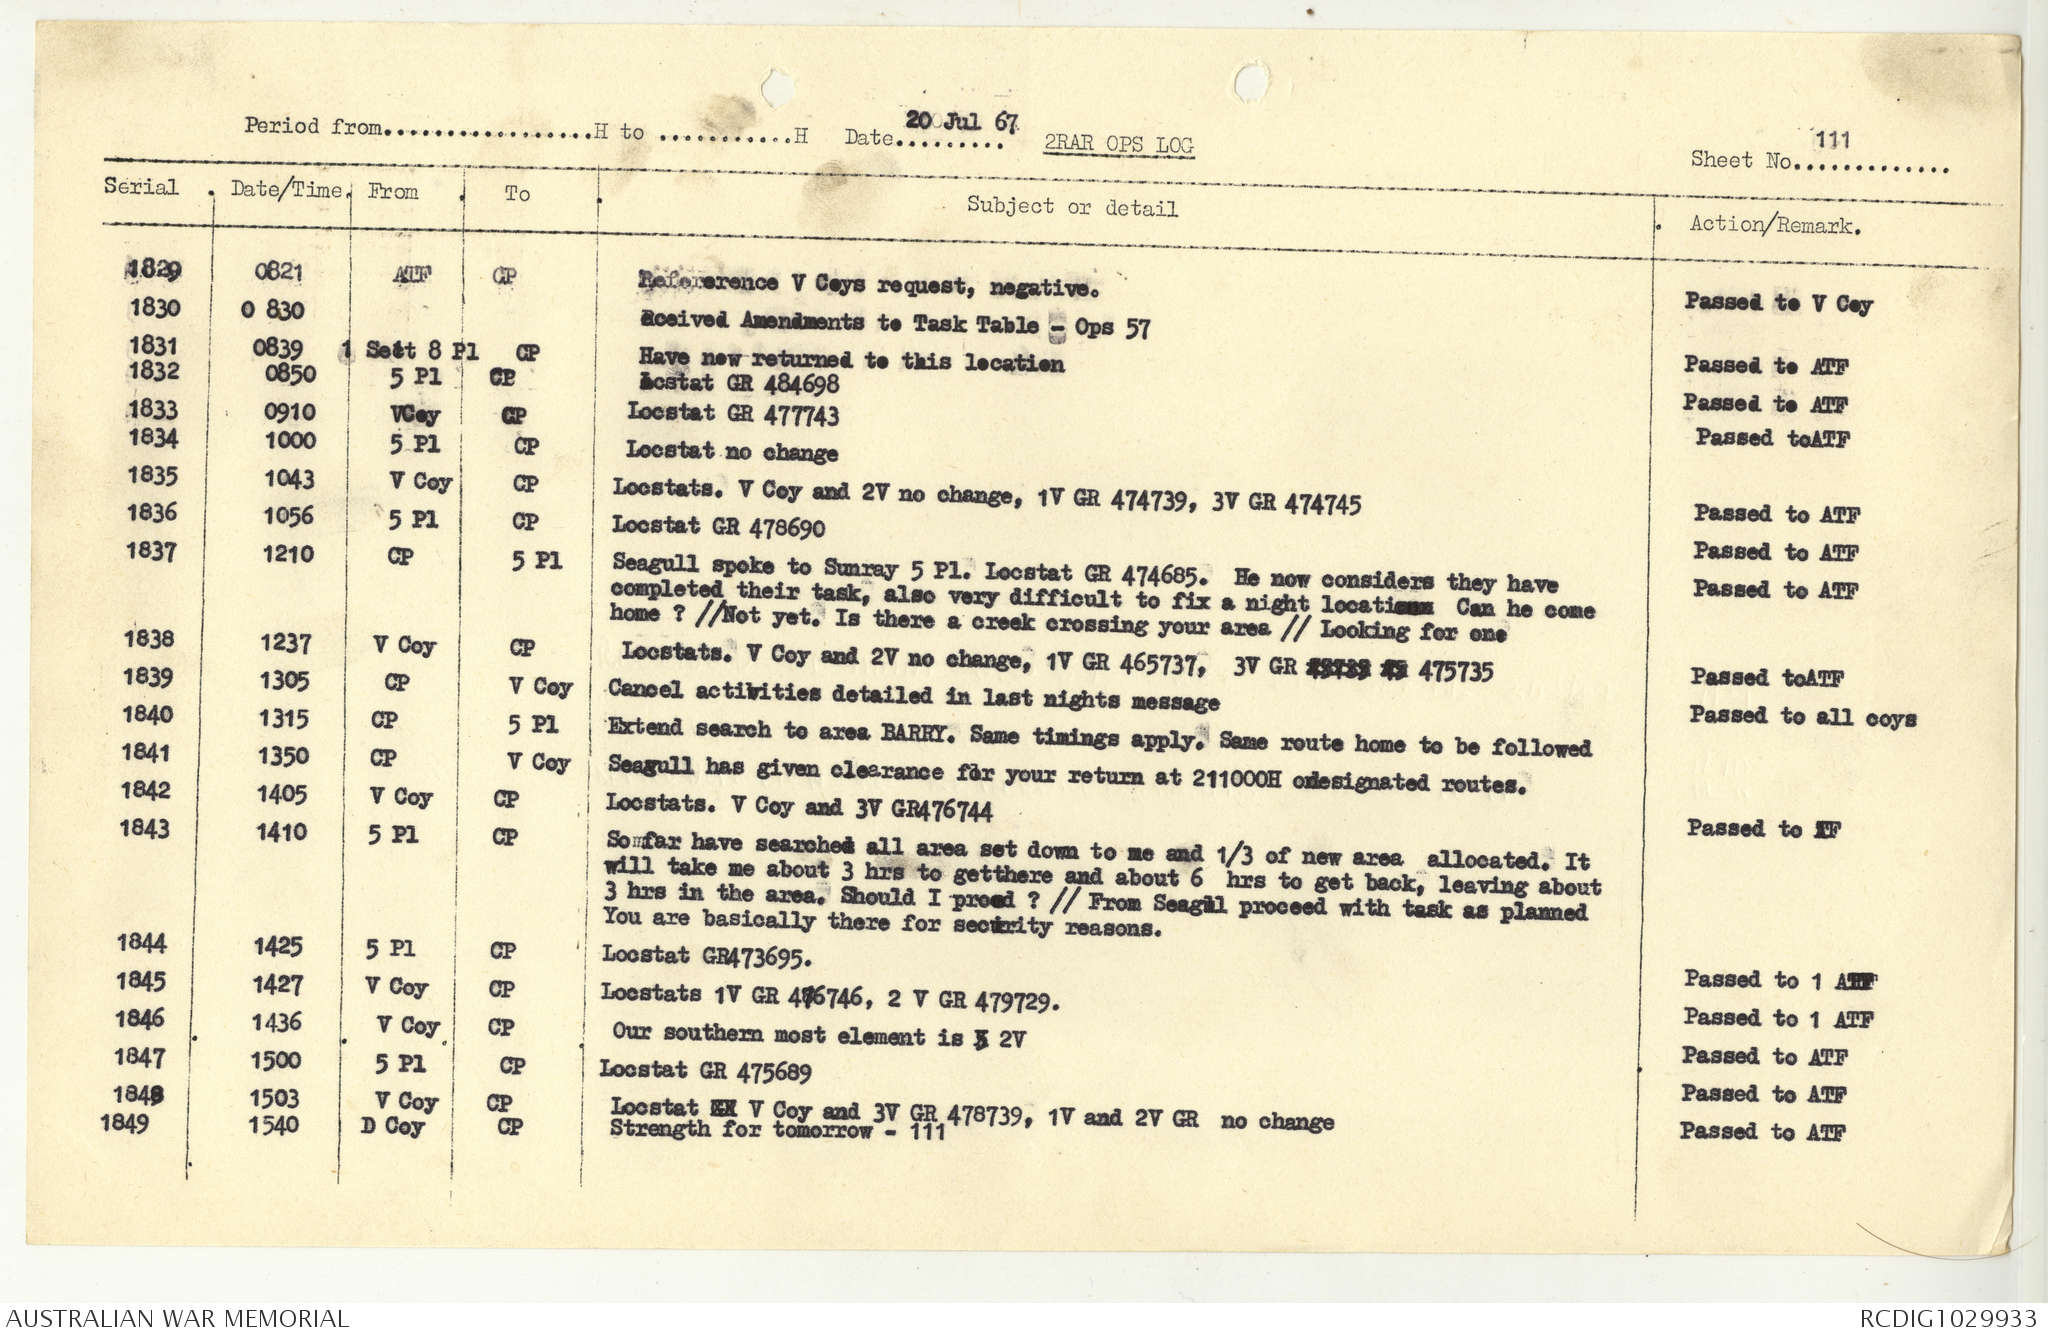 Period from.................H to ...........H Date......... 20 Jul 67 2RAR OPS LOG Sheet No............. 111
Serial . Date/Time. From . To . Subject or detail . Action/Remark.
1829 0821 ATF CP Refererence V Coys request, negative. Passed to V Coy
1830 0 830 Rceived Amendments to Task Table - Ops 57
1831 0839 1 Sect 8 Pl CP Have now returned to this location Passed to ATF
1832 0850 5 Pl CP Locstat GR 484698 Passed to ATF
1833 0910 VCoy CP Locstat GR 477743 Passed toATF
1834 1000 5 Pl CP Locstat no change
1835 1043 V Coy CP Locstats. V Coy and 2V no change, 1V GR 474739, 3V GR 474745 Passed to ATF
1836 1056 5 Pl CP Locstat GR 478690 Passed to ATF
1837 1210 CP 5 Pl Seagull spoke to Sunray 5 Pl. Locstat GR 474685. He now considers they have Passed to ATF
completed their task, also very difficult to fix a night location Can he come
home ? //Not yet. Is there a creek crossing your area // Looking for one
1838 1237 V Coy CP Locstats. V Coy and 2V no change, 1V GR 465737, 3V GR 475735 Passed toATF
1839 1305 CP V Coy Cancel activities detailed in last nights message Passed to all coys
1840 1315 CP 5 Pl Extend search to area BARRY. Same timings apply. Same route home to be followed
1841 1350 CP V Coy Seagull has given clearance for your return at 211000H on designated routes.
1842 1405 V Coy CP Locstats. V Coy and 3V GR476744 Passed to ATF
1843 1410 5 Pl CP So far have searched all area set down to me and 1/3 of new area allocated. It
will take me about 3 hrs to getthere and about 6 hrs to get back, leaving about
3 hrs in the area. Should I proed ? // From Seagull proceed with task as planned
You are basically there for security reasons.
1844 1425 5 Pl CP Locstat GR473695. Passed to 1 ATF
1845 1427 V Coy CP Locstats 1V GR 476746, 2 V GR 479729. Passed to 1 ATF
1846 1436 V Coy CP Our southern most element is 2V Passed to ATF
1847 1500 5 Pl CP Locstat GR 475689 Passed to ATF
1848 1503 V Coy CP Locstat V Coy and 3V GR 478739, 1V and 2V GR no change Passed to ATF
1849 1540 D Coy CP Strength for tomorrow - 111
AUSTRALIAN WAR MEMORIAL RCDIG1029933